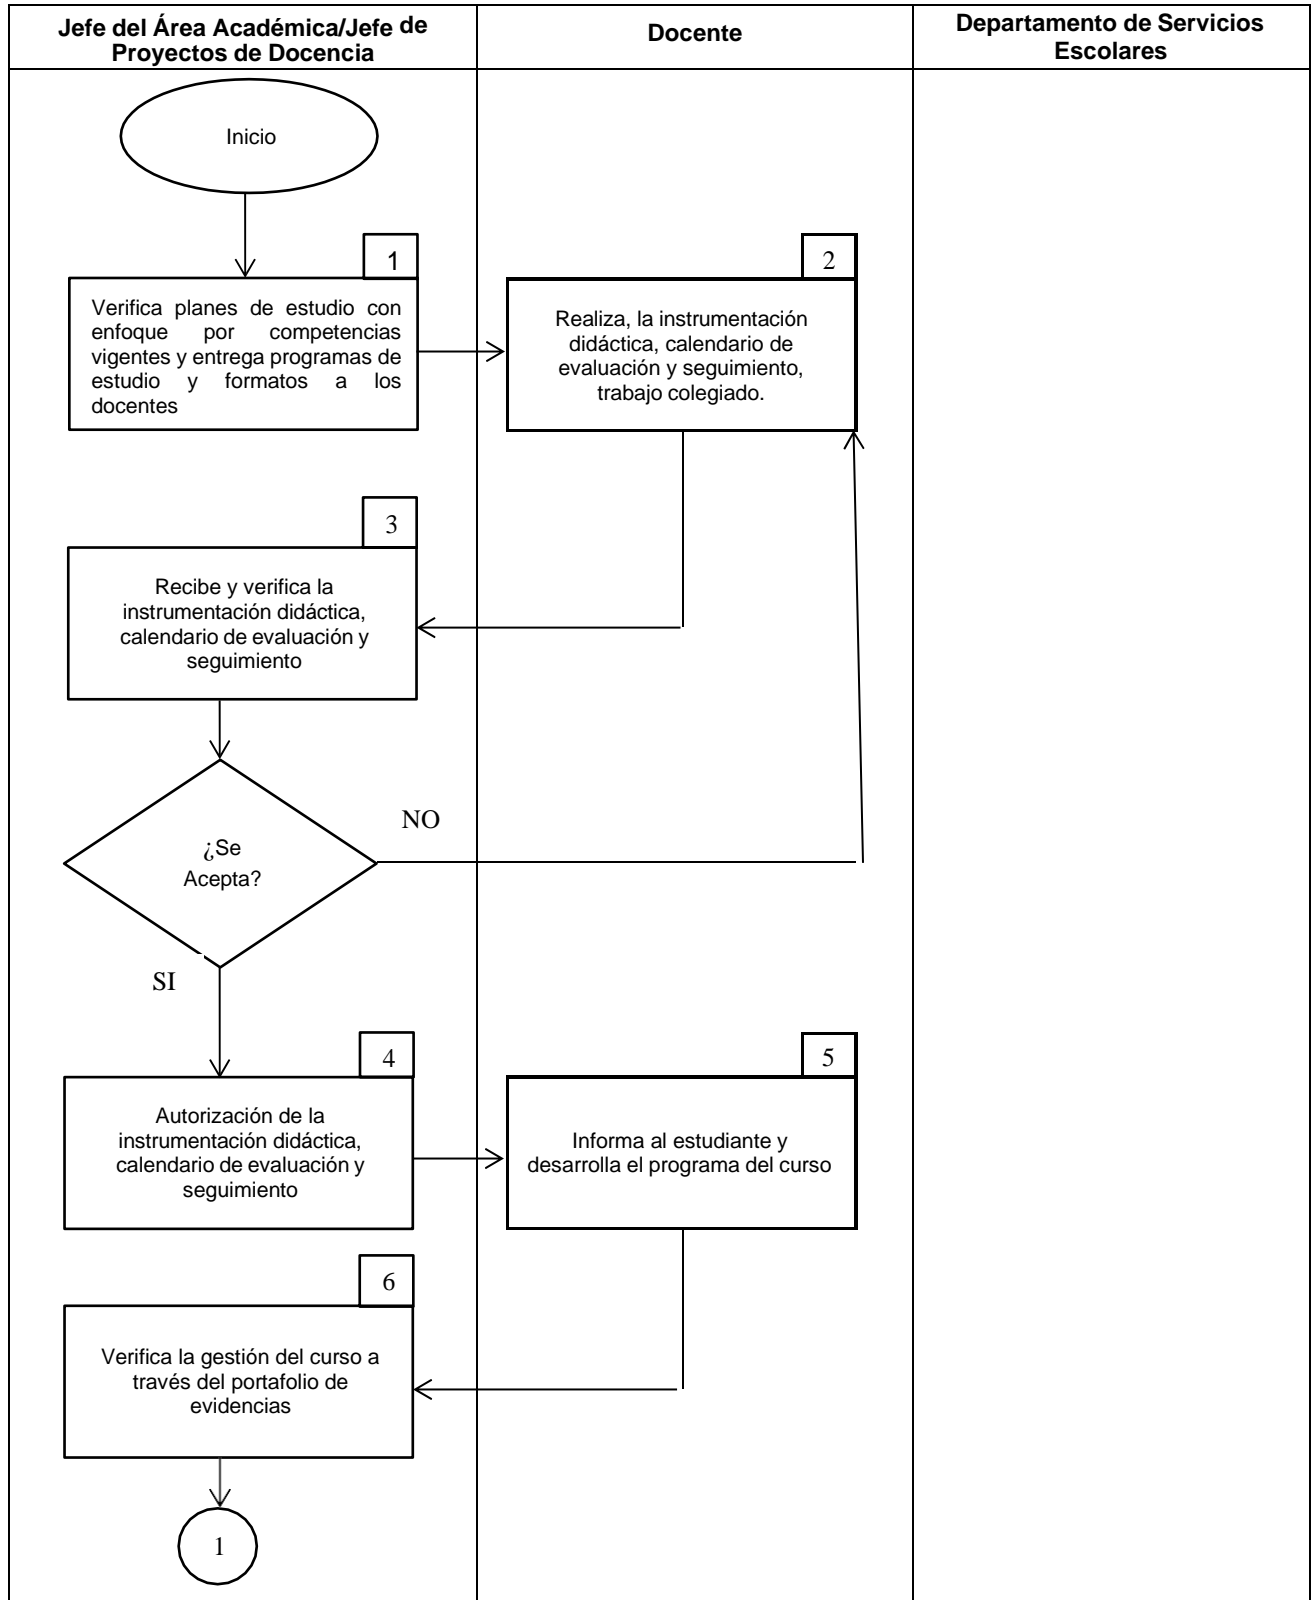 Jefe del Área Académica/Jefe de
Proyectos de Docencia
Docente
Departamento de Servicios
Escolares
Inicio
1
Verifica planes de estudio con
enfoque por competencias
vigentes y entrega programas de
estudio y formatos a los
docentes
2
Realiza, la instrumentación
didáctica, calendario de
evaluación y seguimiento,
trabajo colegiado.
3
Recibe y verifica la
instrumentación didáctica,
calendario de evaluación y
seguimiento
¿Se
Acepta?
NO
SI
4
Autorización de la
instrumentación didáctica,
calendario de evaluación y
seguimiento
5
Informa al estudiante y
desarrolla el programa del curso
6
Verifica la gestión del curso a
través del portafolio de
evidencias
1